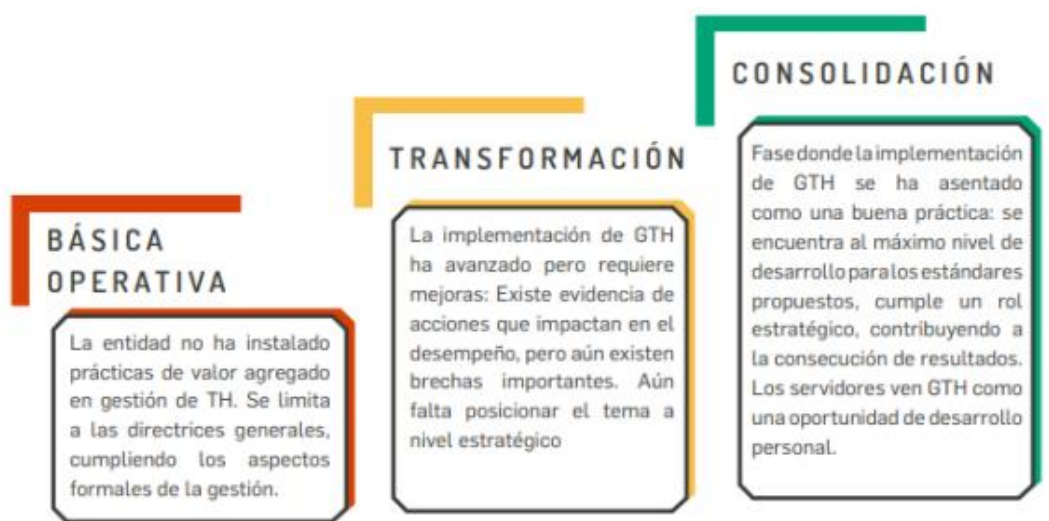 BÁSICA
OPERATIVA
La entidad no ha instalado
prácticas de valor agregado
en gestión de TH. Se limita
a las directrices generales,
cumpliendo los aspectos
formales de la gestión.
TRANSFORMACIÓN
La implementación de GTH
ha avanzado pero requiere
mejoras: Existe evidencia de
acciones que impactan en el
desempeño, pero aún existen
brechas importantes. Aún
falta posicionar el tema a
nivel estratégico
CONSOLIDACIÓN
Fase donde la implementación
de GTH se ha asentado
como una buena práctica: se
encuentra al máximo nivel de
desarrollo para los estándares
propuestos, cumple un rol
estratégico, contribuyendo a
la consecución de resultados.
Los servidores ven GTH como
una oportunidad de desarrollo
personal.